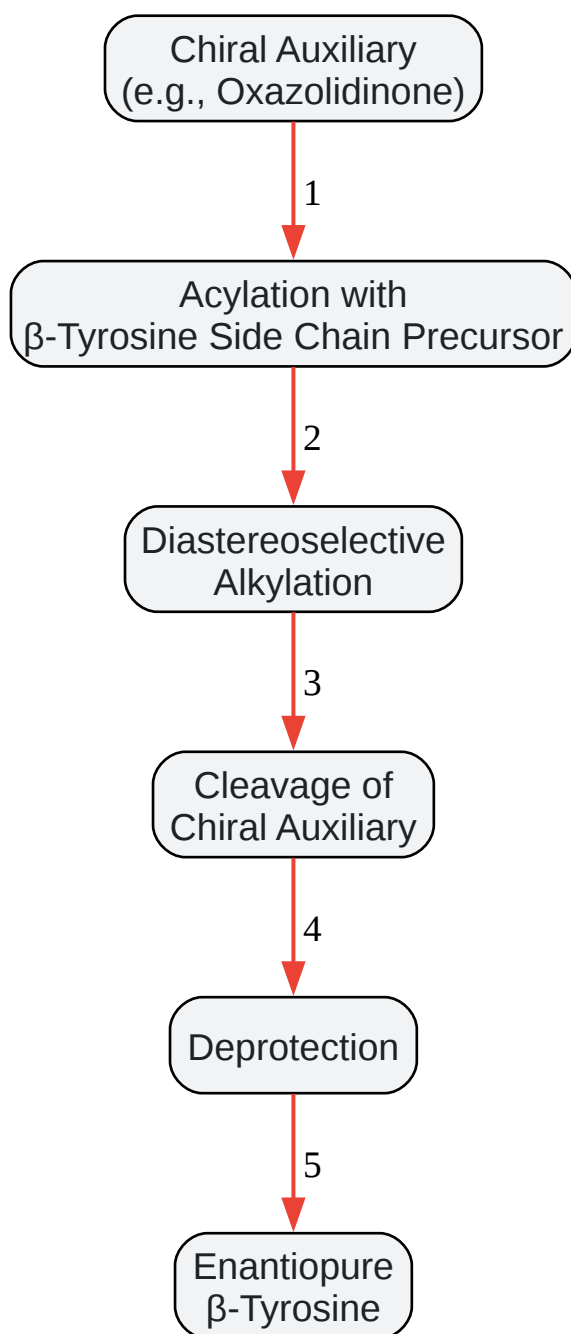 Chiral Auxiliary
(e.g., Oxazolidinone)
1
Acylation with
β-Tyrosine Side Chain Precursor
2
Diastereoselective
Alkylation
3
Cleavage of
Chiral Auxiliary
4
Deprotection
5
Enantiopure
β-Tyrosine